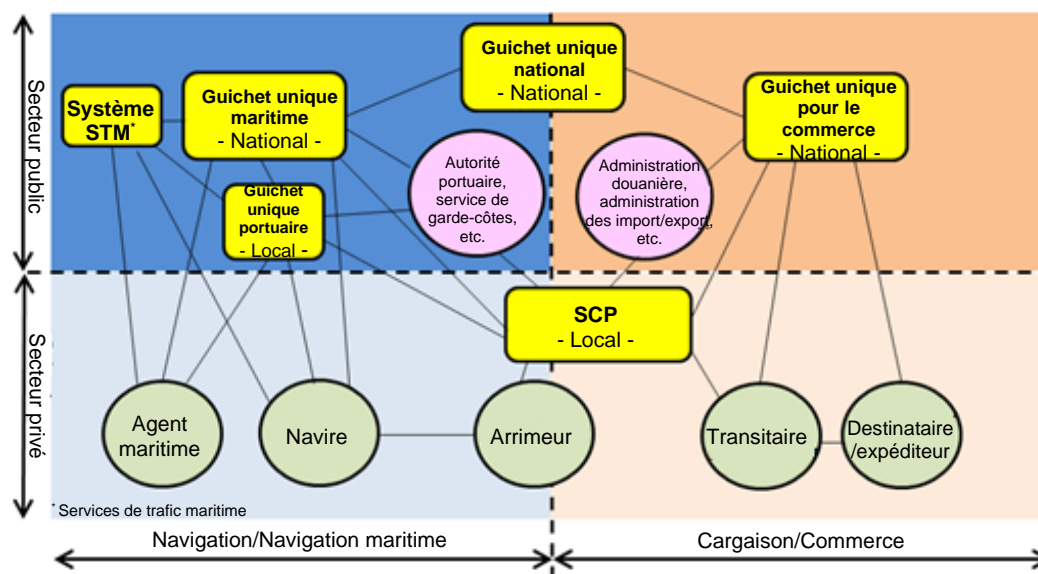 Secteur public
Secteur privé
Guichet unique
national
- National -
Système
STM*
Guichet unique
maritime
- National -
Guichet unique
pour le
commerce
- National -
Autorité
portuaire,
service de
garde-côtes,
etc.
Administration
douanière,
administration
des import/export,
etc.
Guichet
unique
portuaire
- Local -
SCP
- Local -
Agent
maritime
Navire
Arrimeur
Transitaire
Destinataire
/expéditeur
* Services de trafic maritime
Navigation/Navigation maritime
Cargaison/Commerce